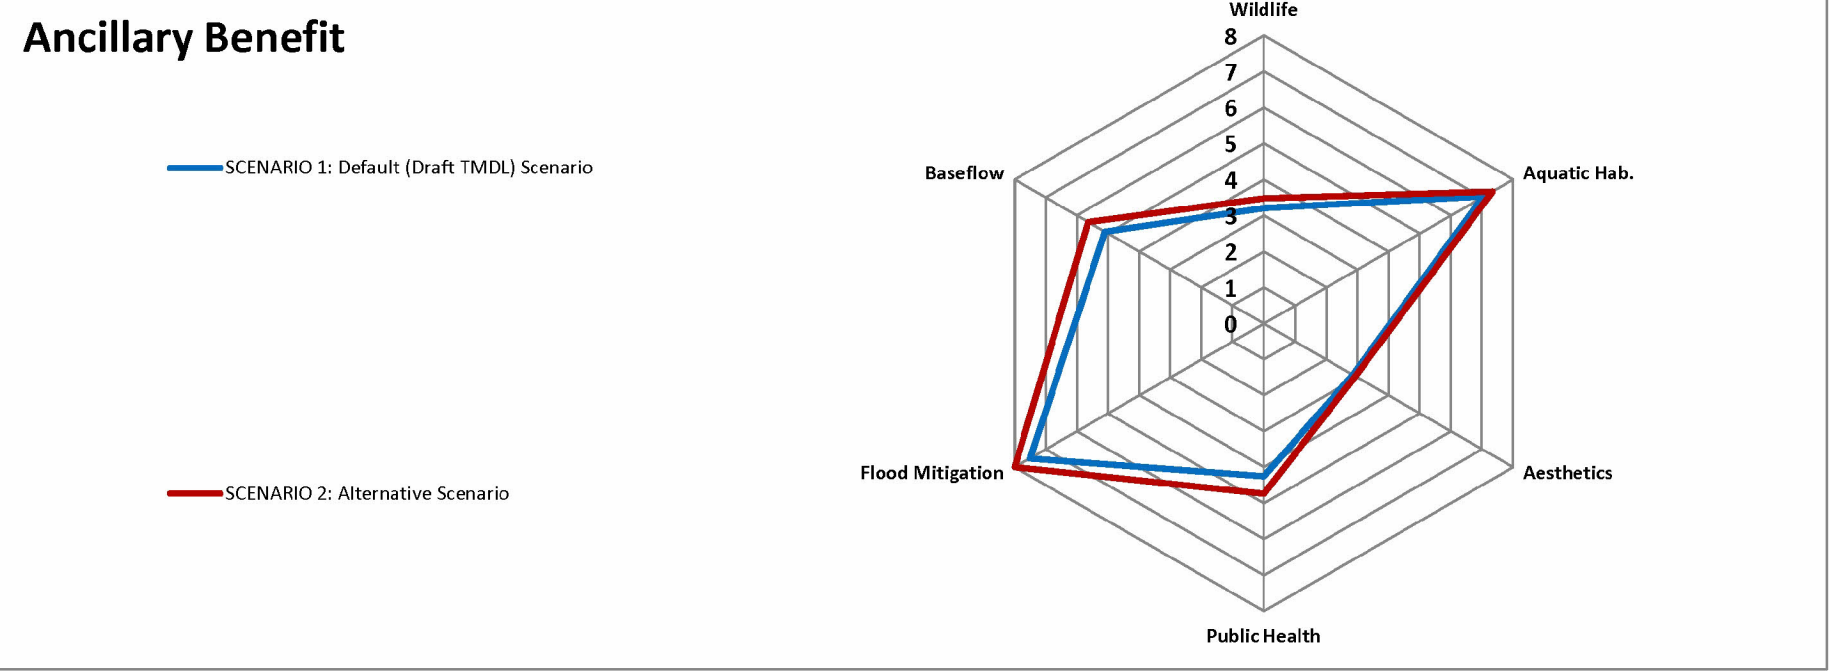 Ancillary Benefit
SCENARIO 1: Default (Draft TMDL) Scenario
SCENARIO 2: Alternative Scenario
Wildlife
8
7
6
5
4
3
2
1
0
Baseflow
Aquatic Hab.
Flood Mitigation
Aesthetics
Public Health